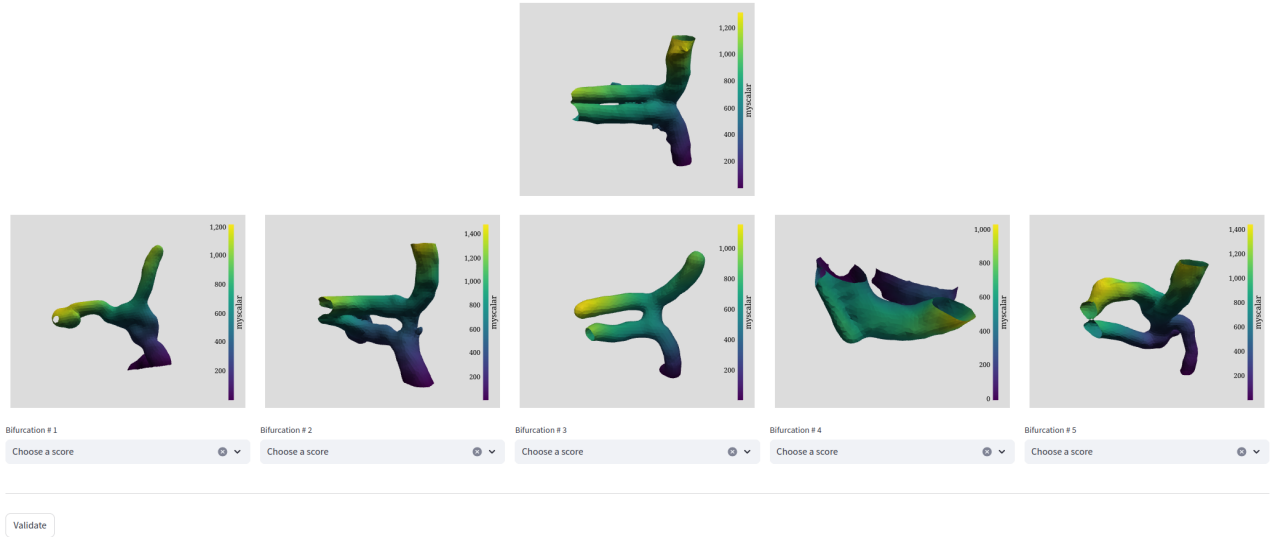 1,200
1,000
800
600
400
200
myscalar
1,200
1,000
800
600
400
200
myscalar
1,400
1,200
1,000
800
600
400
200
myscalar
1,000
800
600
400
200
myscalar
1,000
800
600
400
200
0
myscalar
1,400
1,200
1,000
800
600
400
200
myscalar
Bifurcation # 1
Bifurcation # 2
Bifurcation # 3
Bifurcation # 4
Bifurcation # 5
Choose a score
Choose a score
Choose a score
Choose a score
Choose a score
Validate